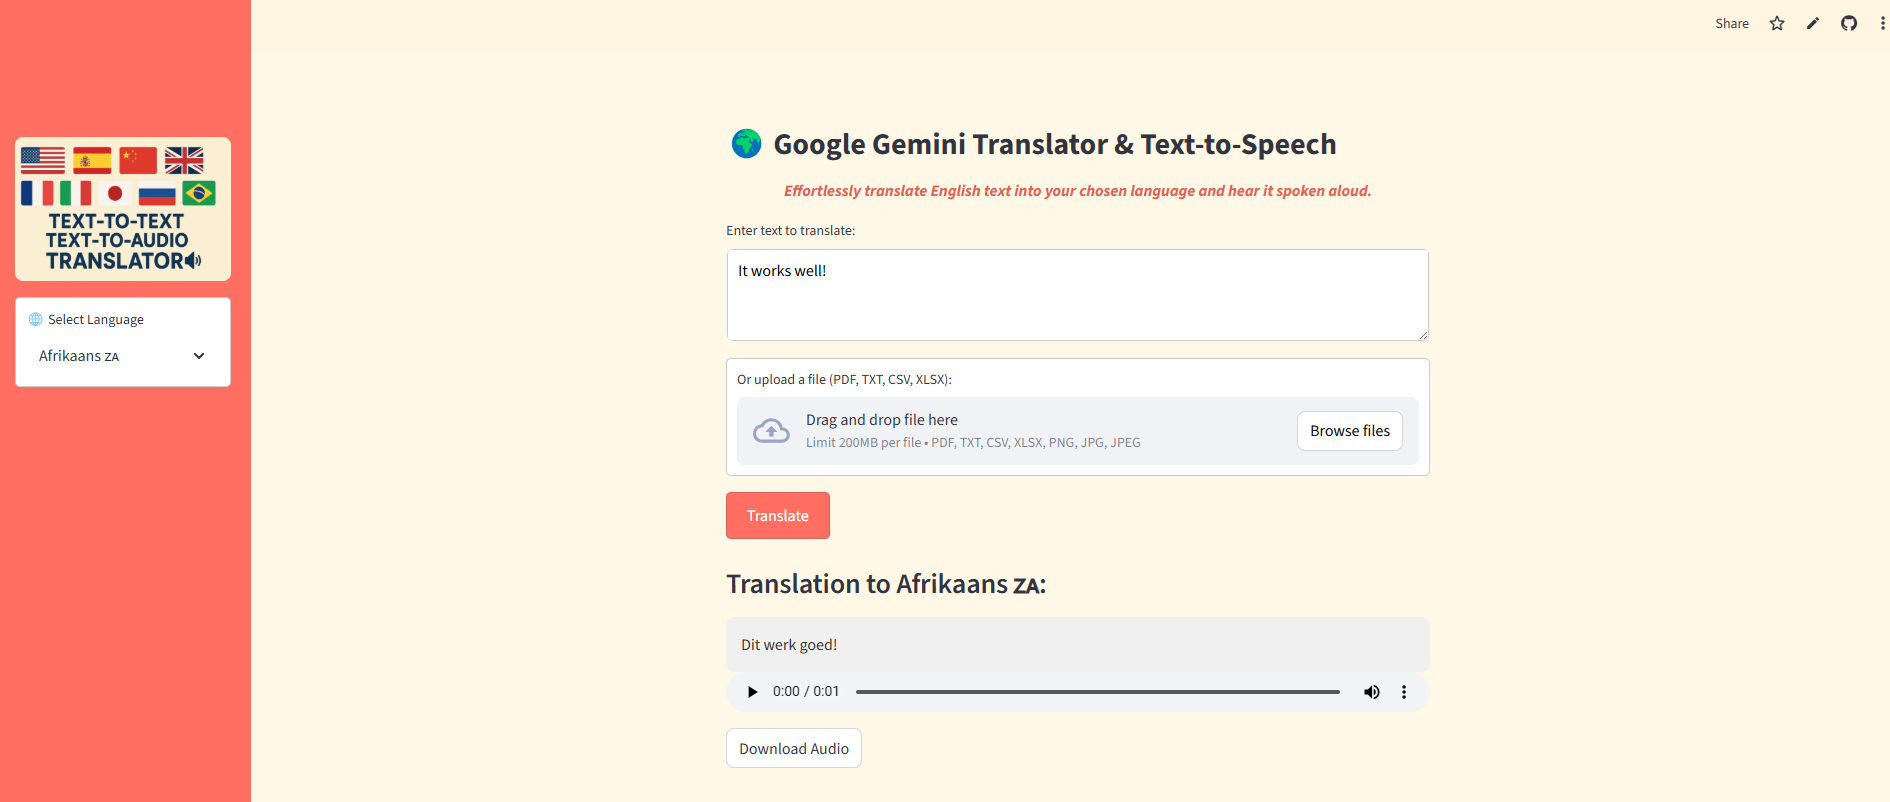 Share
TEXT-TO-TEXT
TEXT-TO-AUDIO
TRANSLATOR
Select Language
Afrikaans ZA
Google Gemini Translator & Text-to-Speech
Effortlessly translate English text into your chosen language and hear it spoken aloud.
Enter text to translate:
It works well!
Or upload a file (PDF, TXT, CSV, XLSX):
Drag and drop file here
Limit 200MB per file • PDF, TXT, CSV, XLSX, PNG, JPG, JPEG
Browse files
Translate
Translation to Afrikaans ZA:
Dit werk goed!
0:00 / 0:01
Download Audio